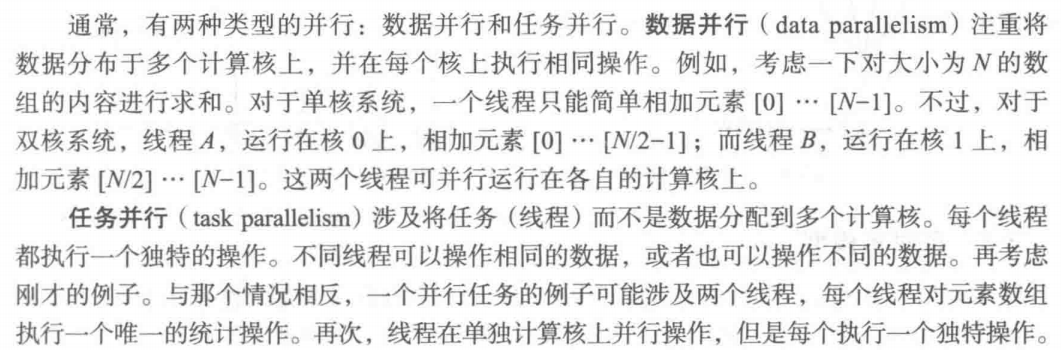 通常，有两种类型的并行：数据并行和任务并行。数据并行（data parallelism）注重将
数据分布于多个计算核上，并在每个核上执行相同操作。例如，考虑一下对大小为 N 的数
组的内容进行求和。对于单核系统，一个线程只能简单相加元素 [0] ⋯ [N−1]。不过，对于
双核系统，线程 A，运行在核 0 上，相加元素 [0] ⋯ [N/2−1]；而线程 B，运行在核 1 上，相
加元素 [N/2] ⋯ [N−1]。这两个线程可并行运行在各自的计算核上。
任务并行（task parallelism）涉及将任务（线程）而不是数据分配到多个计算核。每个线程
都执行一个独特的操作。不同线程可以操作相同的数据，或者也可以操作不同的数据。再考虑
刚才的例子。与那个情况相反，一个并行任务的例子可能涉及两个线程，每个线程对元素数组
执行一个唯一的统计操作。再次，线程在单独计算核上并行操作，但是每个执行一个独特操作。